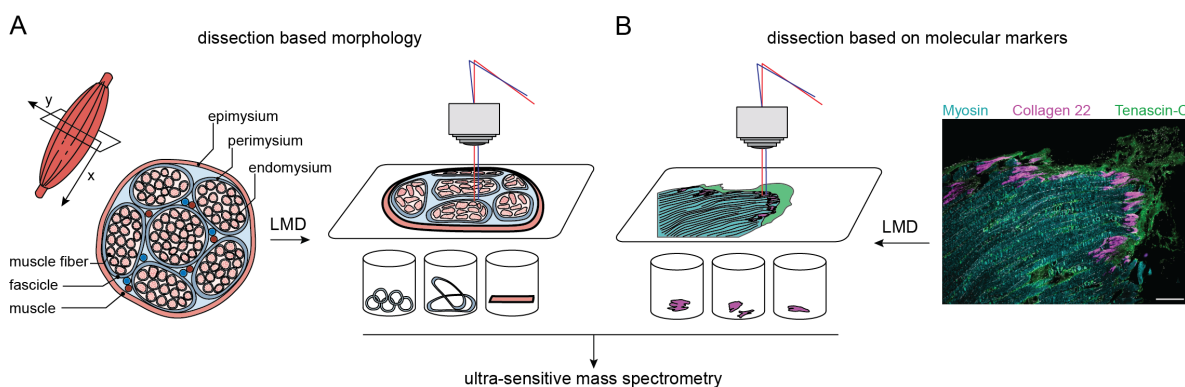 A
dissection based morphology
y
x
epimysium
perimysium
endomysium
muscle fiber
fascicle
muscle
LMD
B
dissection based on molecular markers
Myosin Collagen 22 Tenascin-C
LMD
ultra-sensitive mass spectrometry